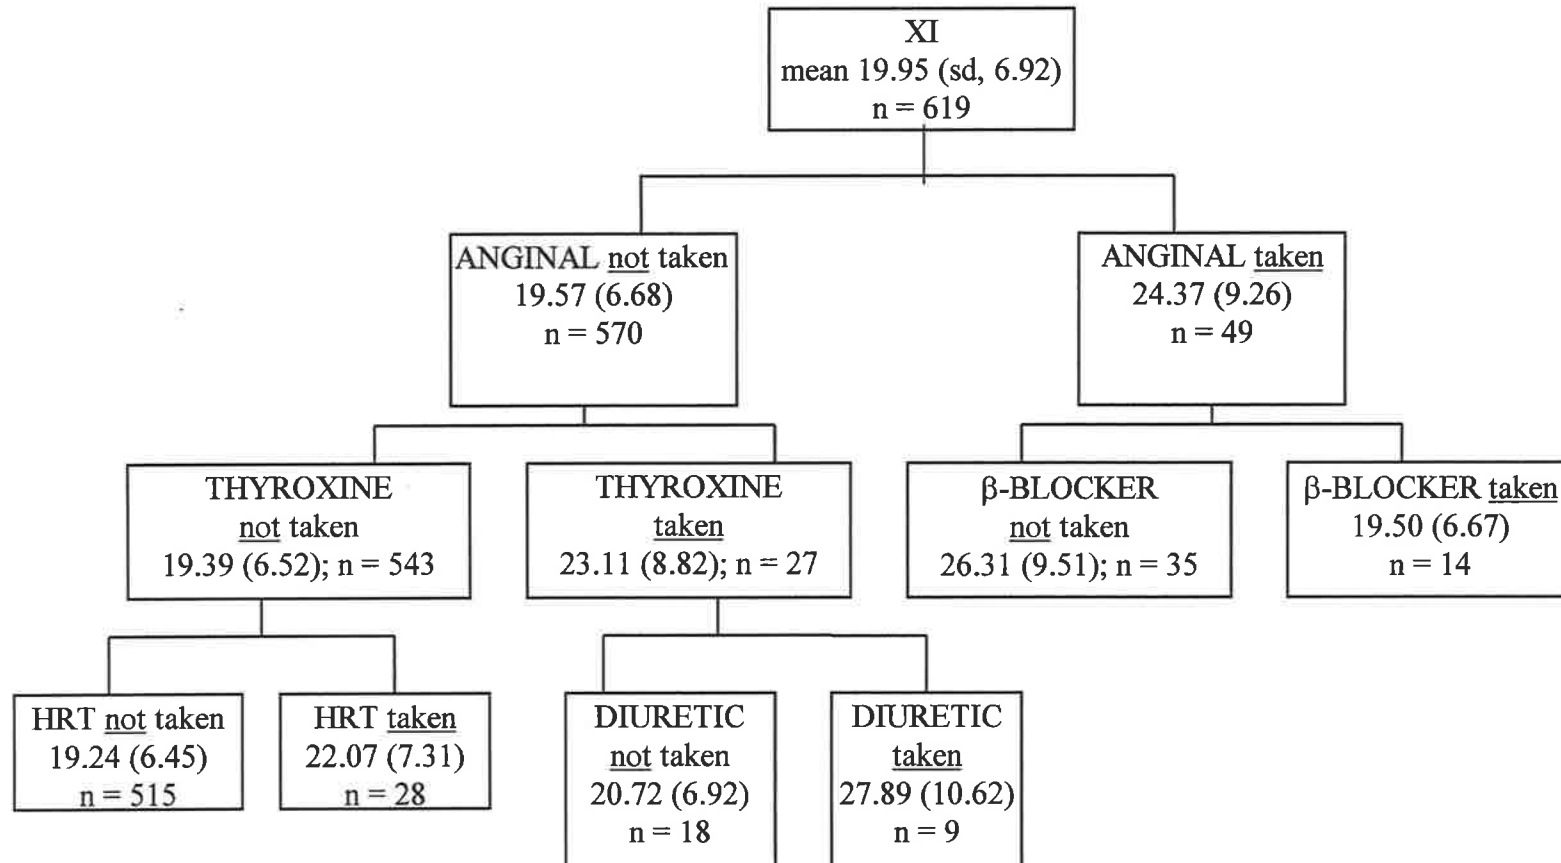 XI
mean 19.95 (sd, 6.92)
n = 619
ANGINAL not taken
19.57 (6.68)
n = 570
ANGINAL taken
24.37 (9.26)
n = 49
THYROXINE
not taken
19.39 (6.52); n = 543
THYROXINE
taken
23.11 (8.82); n = 27
β-BLOCKER
not taken
26.31 (9.51); n = 35
β-BLOCKER taken
19.50 (6.67)
n = 14
HRT not taken
19.24 (6.45)
n = 515
HRT taken
22.07 (7.31)
n = 28
DIURETIC
not taken
20.72 (6.92)
n = 18
DIURETIC
taken
27.89 (10.62)
n = 9